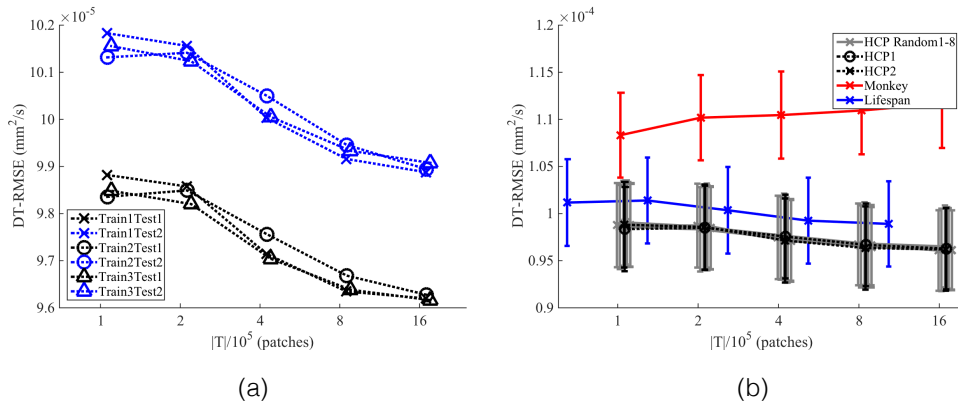 ×10⁻⁵
10.2
10.1
10
9.9
9.8
9.7
9.6
DT-RMSE (mm²/s)
Train1Test1
Train1Test2
Train2Test1
Train2Test2
Train3Test1
Train3Test2
1 2 4 8 16
|T|/10⁵ (patches)
(a)
×10⁻⁴
1.2
1.15
1.1
1.05
1
0.95
0.9
DT-RMSE (mm²/s)
HCP Random1-8
HCP1
HCP2
Monkey
Lifespan
1 2 4 8 16
|T|/10⁵ (patches)
(b)